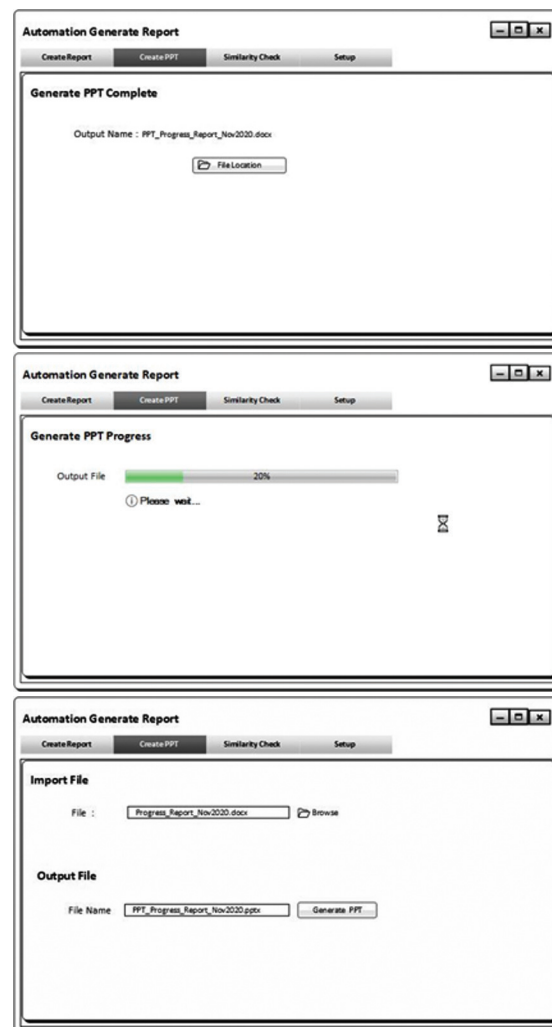 Automation Generate Report
Create Report Create PPT Similarity Check Setup
Generate PPT Complete
Output Name : PPT_Progress_Report_Nov2020.docx
File Location
Automation Generate Report
Create Report Create PPT Similarity Check Setup
Generate PPT Progress
Output File 20%
Please wait...
Automation Generate Report
Create Report Create PPT Similarity Check Setup
Import File
File : Progress_Report_Nov2020.docx Browse
Output File
File Name PPT_Progress_Report_Nov2020.pptx Generate PPT